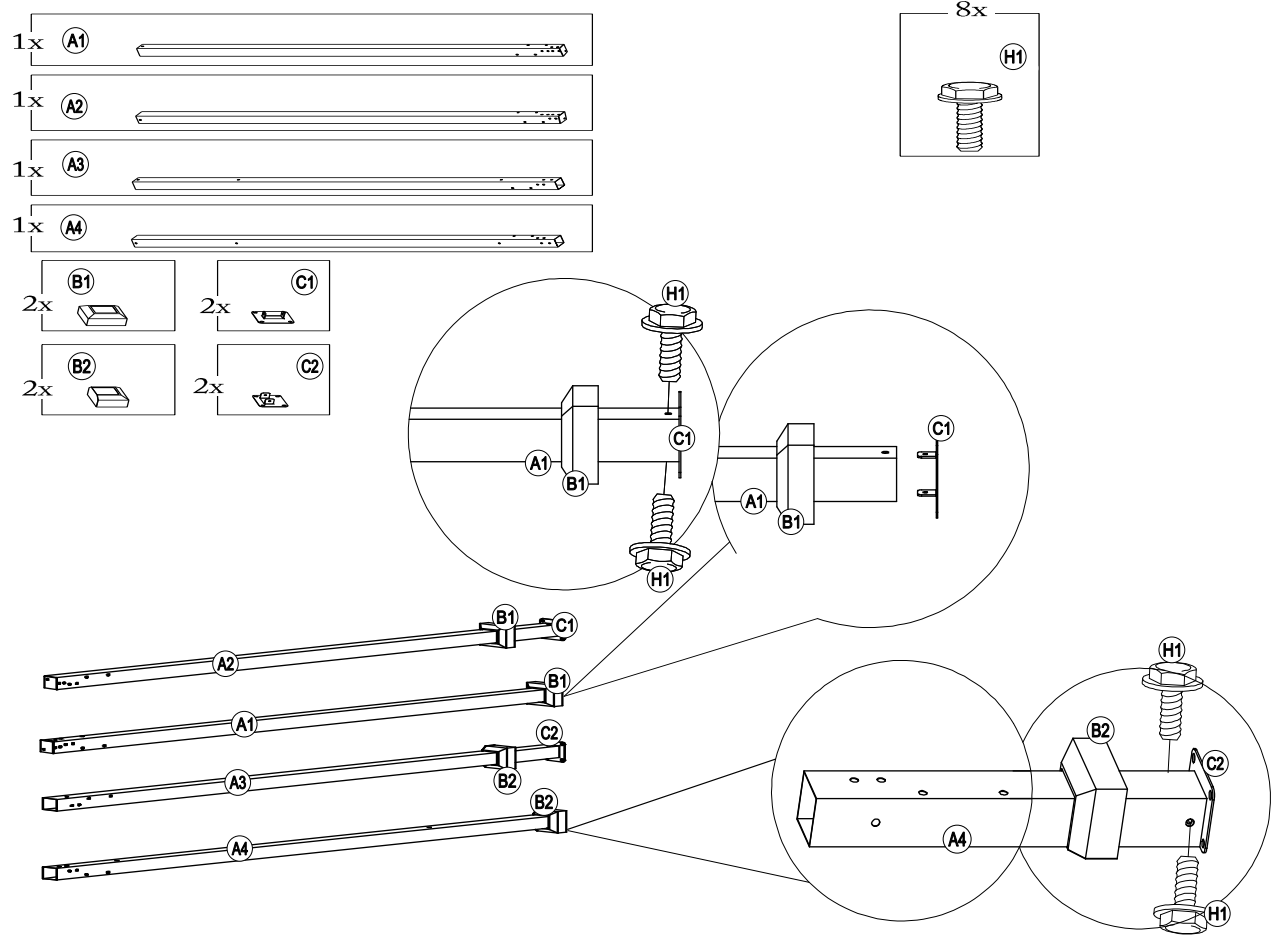 1x A1
8x
H1
1x A2
1x A3
1x A4
2x B1
2x C1
2x B2
2x C2
H1
C1
A1
B1
H1
C1
A1
B1
B1
C1
A2
B1
A1
C2
B2
A3
B2
A4
H1
B2
C2
A4
H1